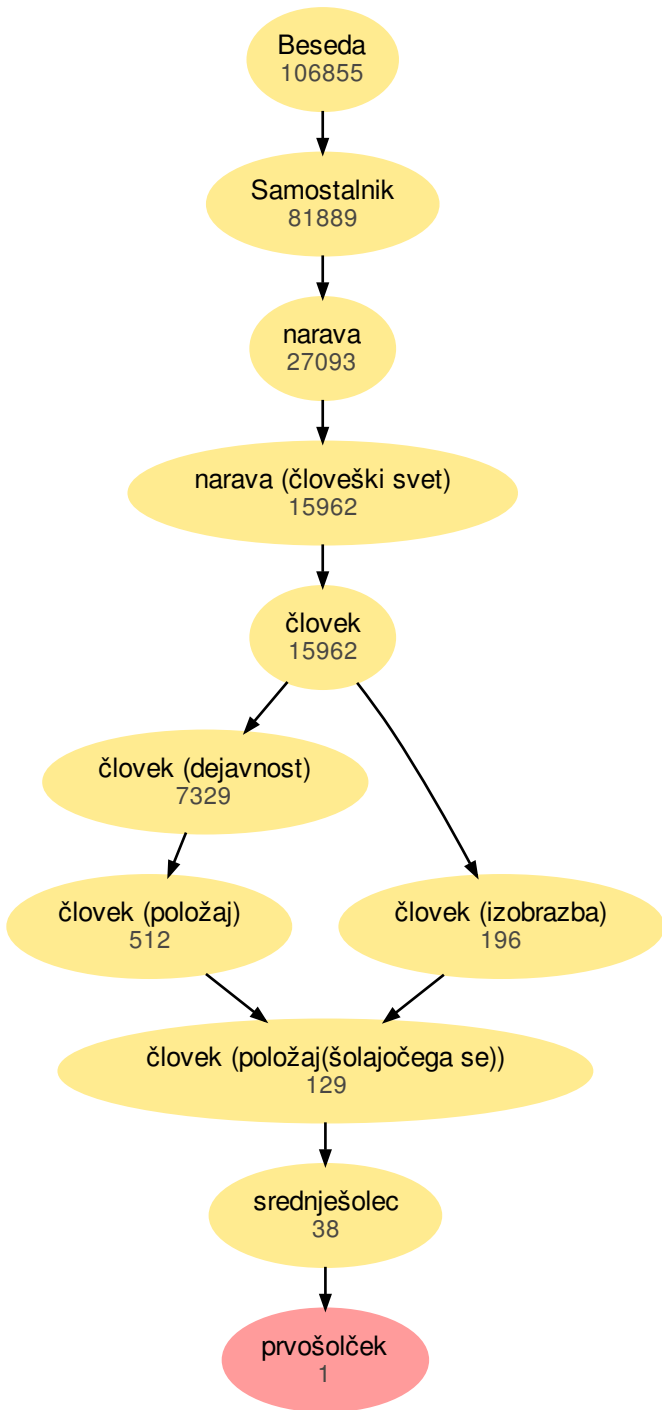 Beseda
106855
Samostalnik
81889
narava
27093
narava (človeški svet)
15962
človek
15962
človek (dejavnost)
7329
človek (položaj)
512
človek (izobrazba)
196
človek (položaj(šolajočega se))
129
srednješolec
38
prvošolček
1